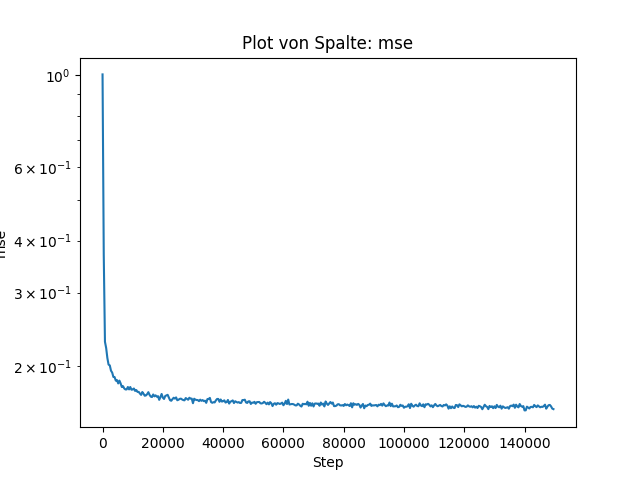 Plot von Spalte: mse
10⁰
6 × 10⁻¹
4 × 10⁻¹
3 × 10⁻¹
2 × 10⁻¹
mse
0 20000 40000 60000 80000 100000 120000 140000
Step